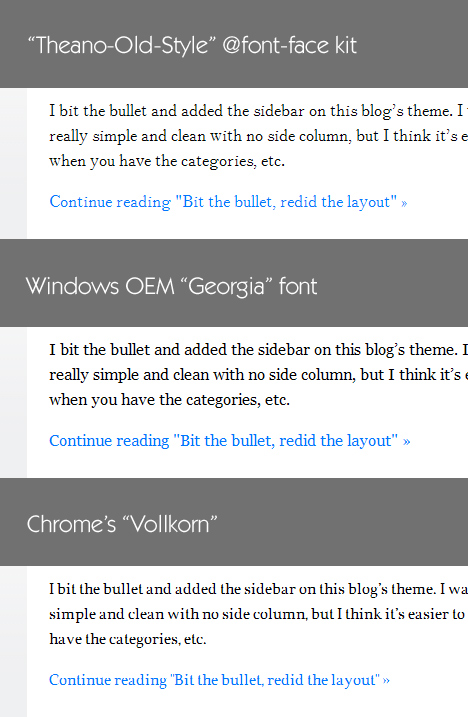 “Theano-Old-Style” @font-face kit
I bit the bullet and added the sidebar on this blog’s theme. I
really simple and clean with no side column, but I think it’s
when you have the categories, etc.
Continue reading "Bit the bullet, redid the layout" »
Windows OEM “Georgia” font
I bit the bullet and added the sidebar on this blog’s theme. I
really simple and clean with no side column, but I think it’s
when you have the categories, etc.
Continue reading "Bit the bullet, redid the layout" »
Chrome’s “Vollkorn”
I bit the bullet and added the sidebar on this blog’s theme. I wa
simple and clean with no side column, but I think it’s easier to
have the categories, etc.
Continue reading "Bit the bullet, redid the layout" »